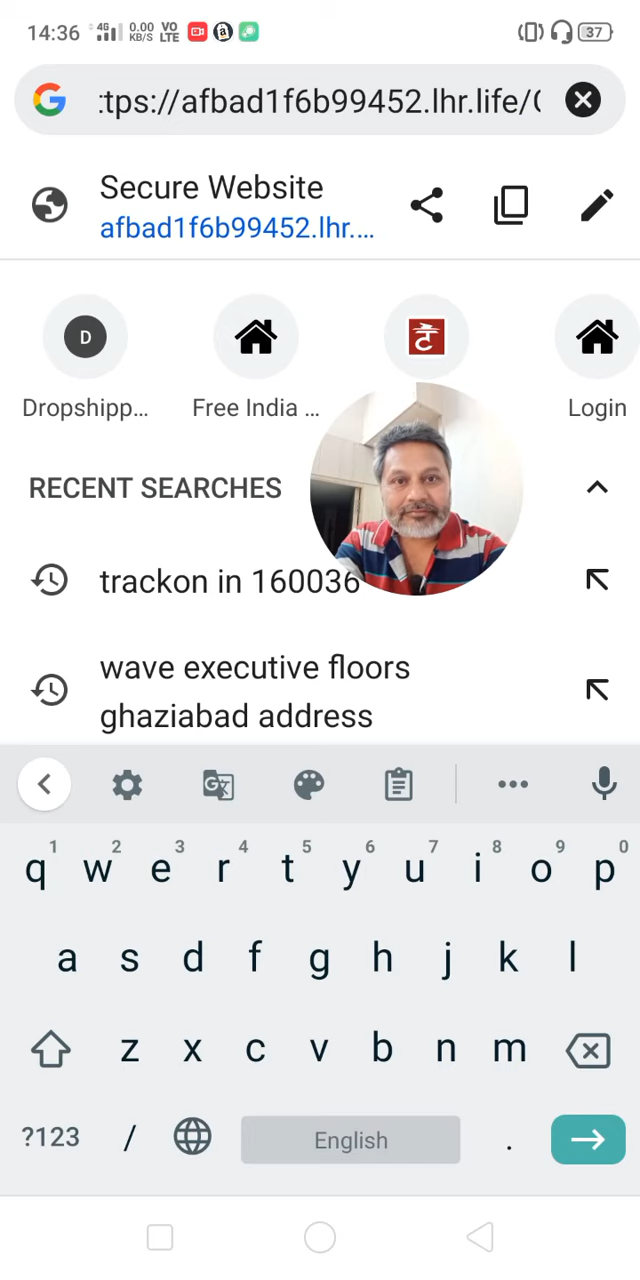 14:36 4G 0.00 KB/S VO LTE a 37
:tps://afbad1f6b99452.lhr.life/
Secure Website
afbad1f6b99452.lhr....
D ट
Dropshipp... Free India ... Login
RECENT SEARCHES
trackon in 160036
wave executive floors
ghaziabad address
G
1 2 3 4 5 6 7 8 9 0
q w e r t y u i o p
a s d f g h j k l
z x c v b n m
?123 / English .